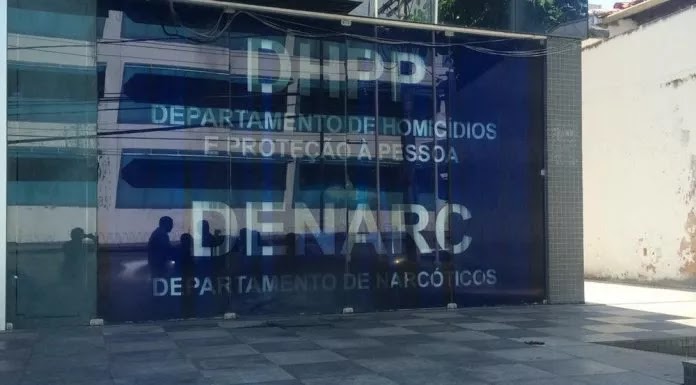 DHPP
DEPARTAMENTO DE HOMICÍDIOS
E PROTEÇÃO À PESSOA
DENARC
DEPARTAMENTO DE NARCÓTICOS